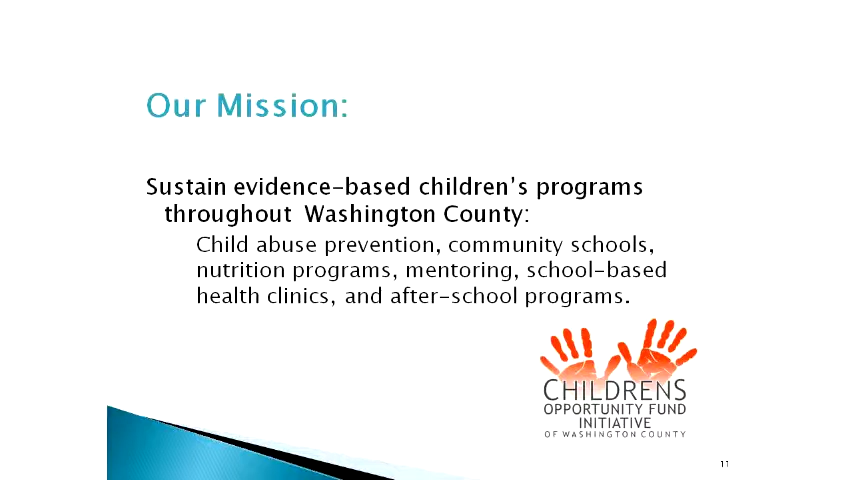 Our Mission:
Sustain evidence-based children's programs
throughout Washington County:
Child abuse prevention, community schools,
nutrition programs, mentoring, school-based
health clinics, and after-school programs.
CHILDRENS
OPPORTUNITY FUND
INITIATIVE
OF WASHINGTON COUNTY
11